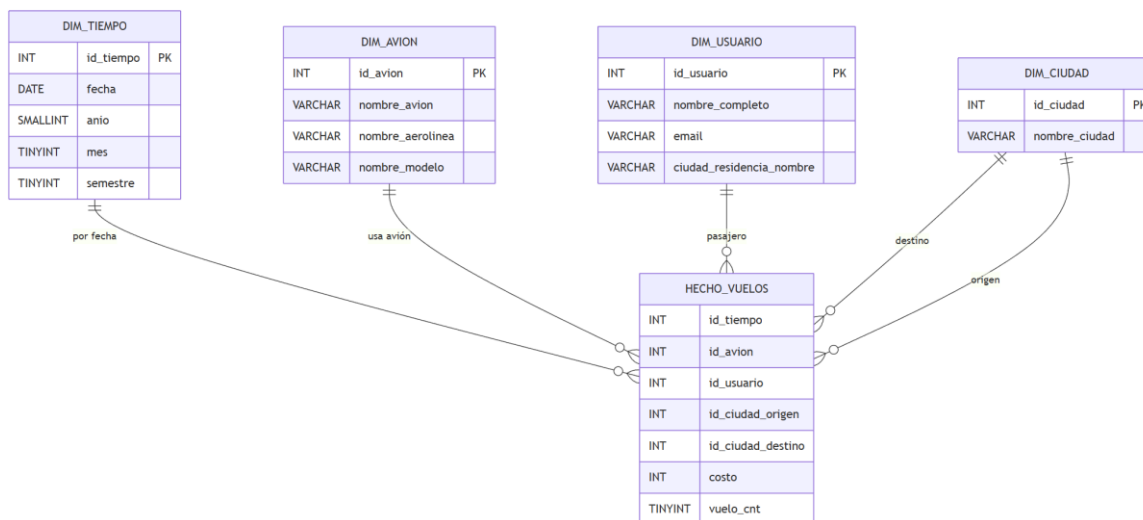 DIM_TIEMPO
INT id_tiempo PK
DATE fecha
SMALLINT anio
TINYINT mes
TINYINT semestre
DIM_AVION
INT id_avion PK
VARCHAR nombre_avion
VARCHAR nombre_aerolinea
VARCHAR nombre_modelo
DIM_USUARIO
INT id_usuario PK
VARCHAR nombre_completo
VARCHAR email
VARCHAR ciudad_residencia_nombre
DIM_CIUDAD
INT id_ciudad PK
VARCHAR nombre_ciudad
por fecha
usa avión
pasajero
destino
origen
HECHO_VUELOS
INT id_tiempo
INT id_avion
INT id_usuario
INT id_ciudad_origen
INT id_ciudad_destino
INT costo
TINYINT vuelo_cnt